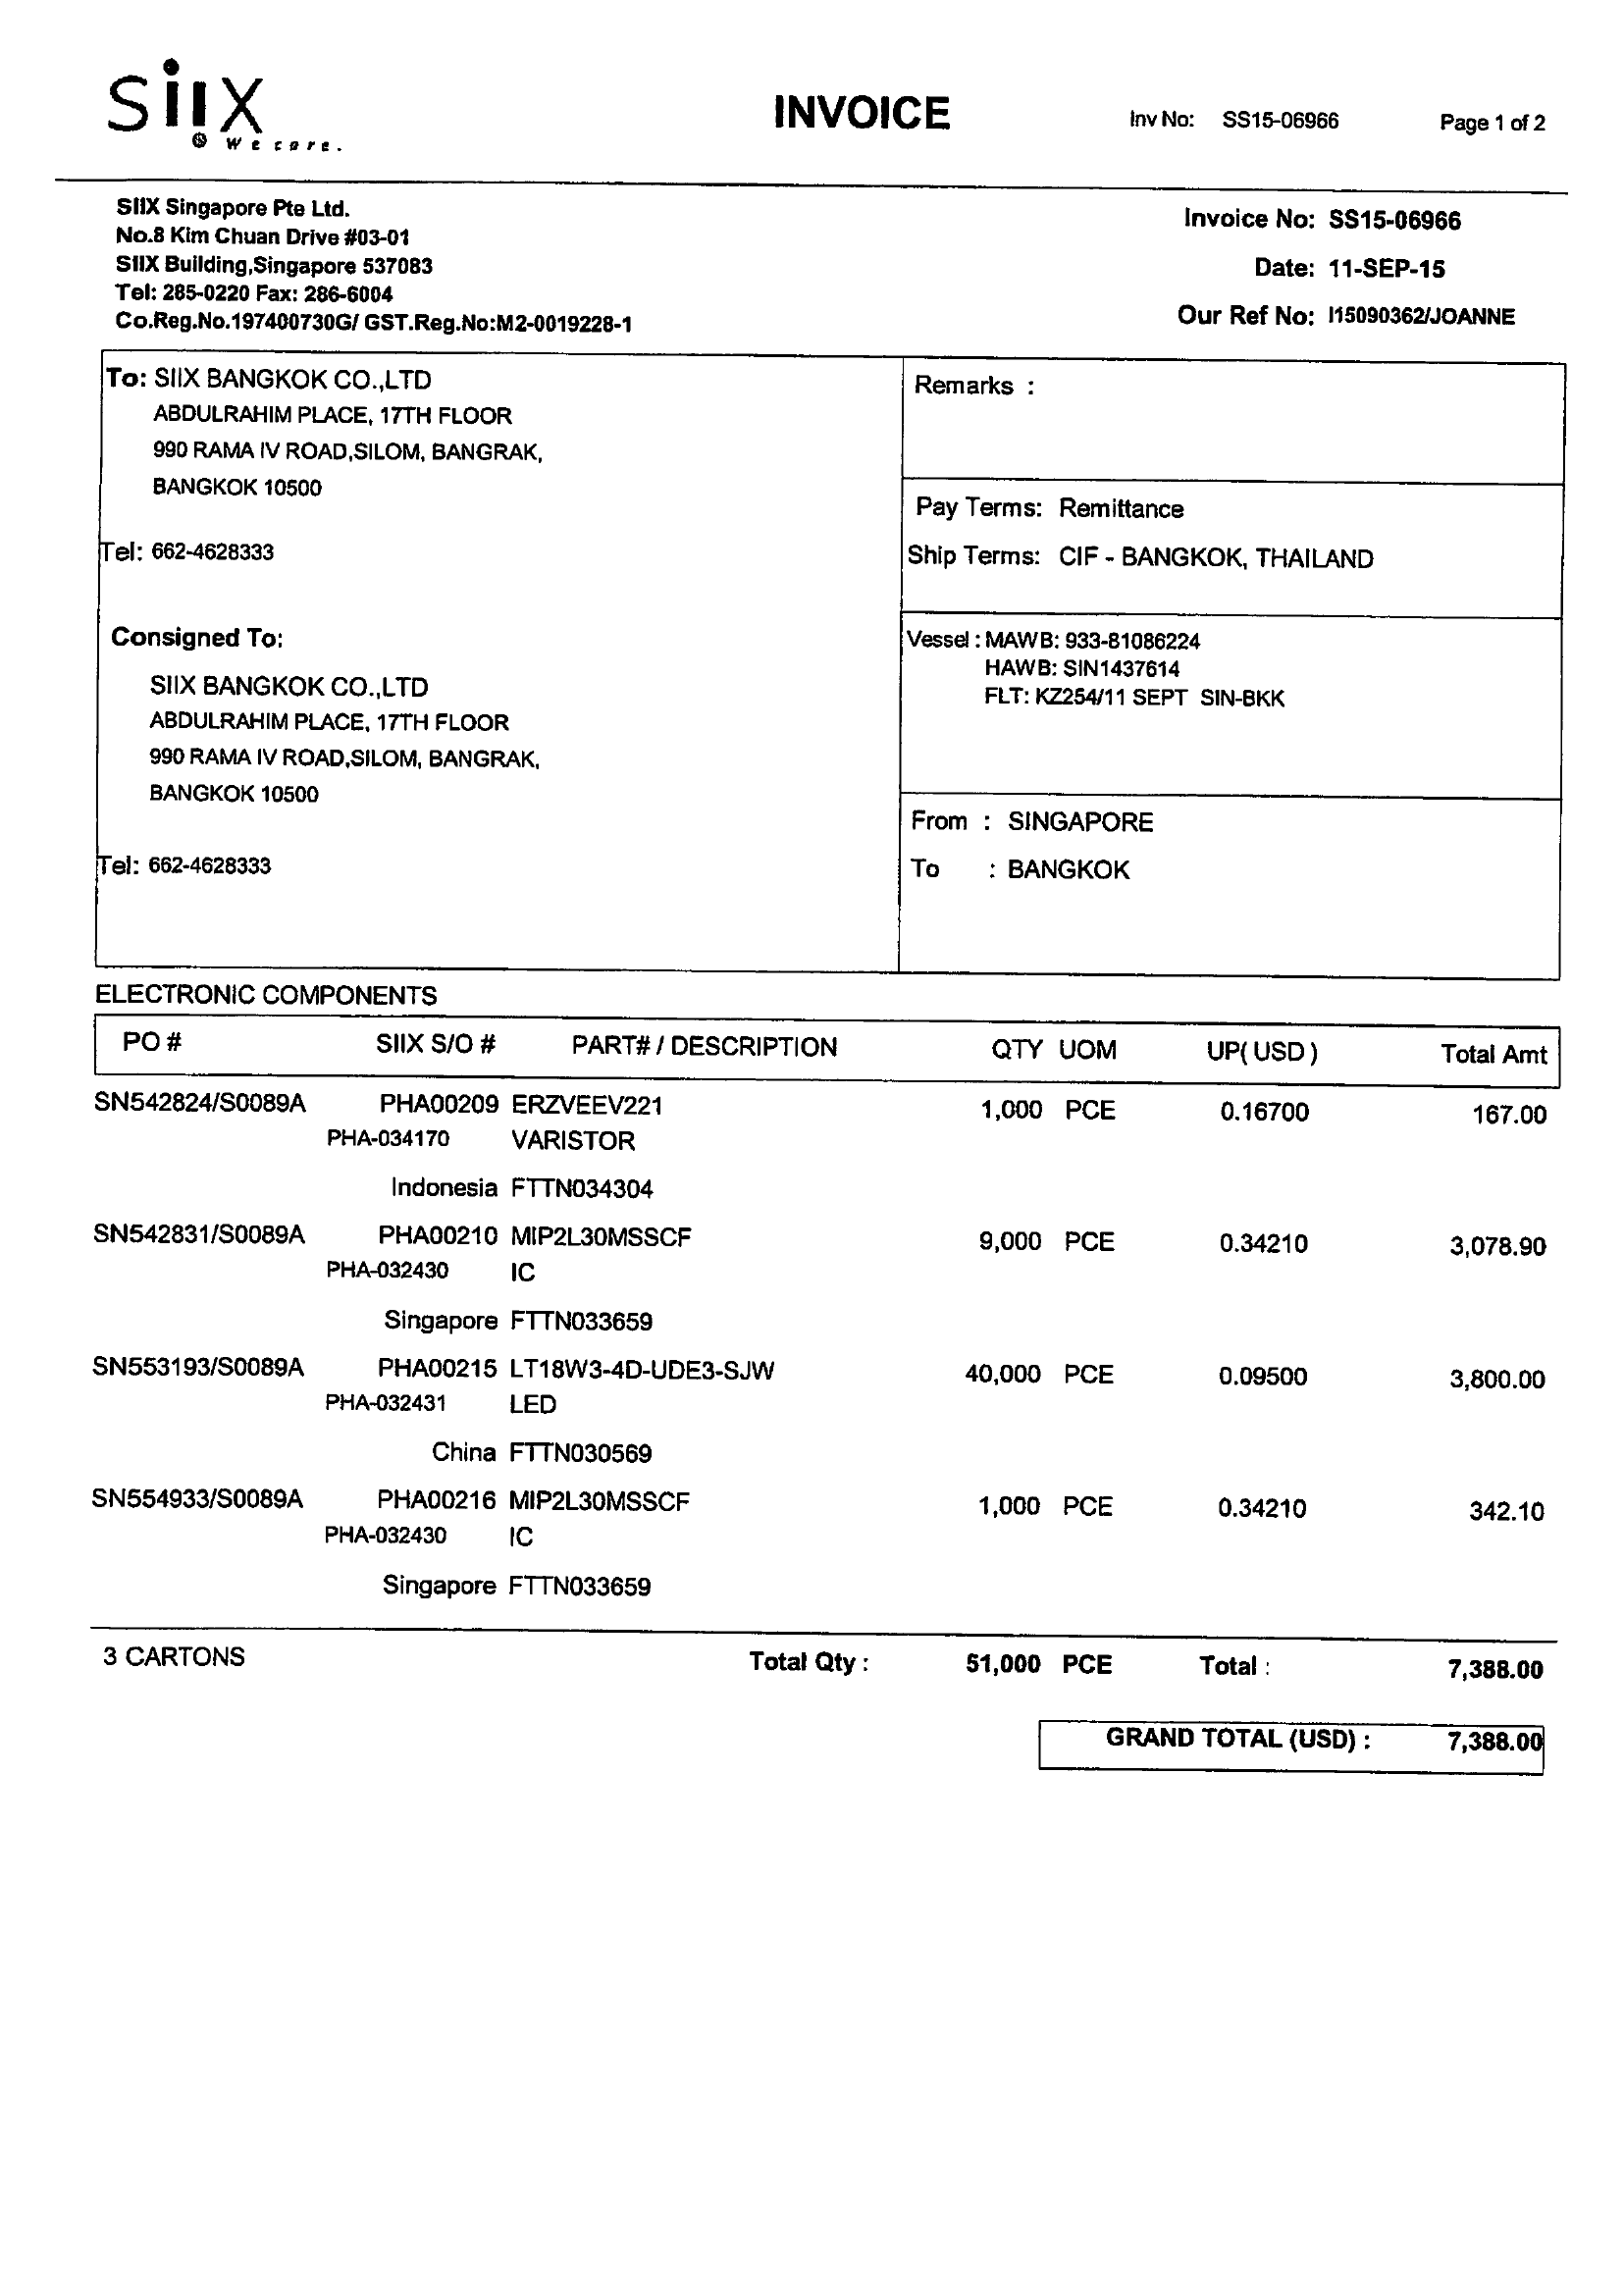 SIIX
® We care.
INVOICE
Inv No: SS15-06966
Page 1 of 2
SIIX Singapore Pte Ltd.
No.8 Kim Chuan Drive #03-01
SIIX Building,Singapore 537083
Tel: 285-0220 Fax: 286-6004
Co.Reg.No.197400730G/ GST.Reg.No:M2-0019228-1
Invoice No: SS15-06966
Date: 11-SEP-15
Our Ref No: I15090362/JOANNE
To: SIIX BANGKOK CO.,LTD
ABDULRAHIM PLACE, 17TH FLOOR
990 RAMA IV ROAD,SILOM, BANGRAK,
BANGKOK 10500
Tel: 662-4628333
Consigned To:
SIIX BANGKOK CO.,LTD
ABDULRAHIM PLACE, 17TH FLOOR
990 RAMA IV ROAD,SILOM, BANGRAK,
BANGKOK 10500
Tel: 662-4628333
Remarks :
Pay Terms: Remittance
Ship Terms: CIF - BANGKOK, THAILAND
Vessel : MAWB: 933-81086224
HAWB: SIN1437614
FLT: KZ254/11 SEPT SIN-BKK
From : SINGAPORE
To : BANGKOK
ELECTRONIC COMPONENTS
PO # SIIX S/O # PART# / DESCRIPTION QTY UOM UP( USD ) Total Amt
SN542824/S0089A PHA00209 ERZVEEV221 1,000 PCE 0.16700 167.00
PHA-034170 VARISTOR
Indonesia FTTN034304
SN542831/S0089A PHA00210 MIP2L30MSSCF 9,000 PCE 0.34210 3,078.90
PHA-032430 IC
Singapore FTTN033659
SN553193/S0089A PHA00215 LT18W3-4D-UDE3-SJW 40,000 PCE 0.09500 3,800.00
PHA-032431 LED
China FTTN030569
SN554933/S0089A PHA00216 MIP2L30MSSCF 1,000 PCE 0.34210 342.10
PHA-032430 IC
Singapore FTTN033659
3 CARTONS Total Qty : 51,000 PCE Total : 7,388.00
GRAND TOTAL (USD) : 7,388.00